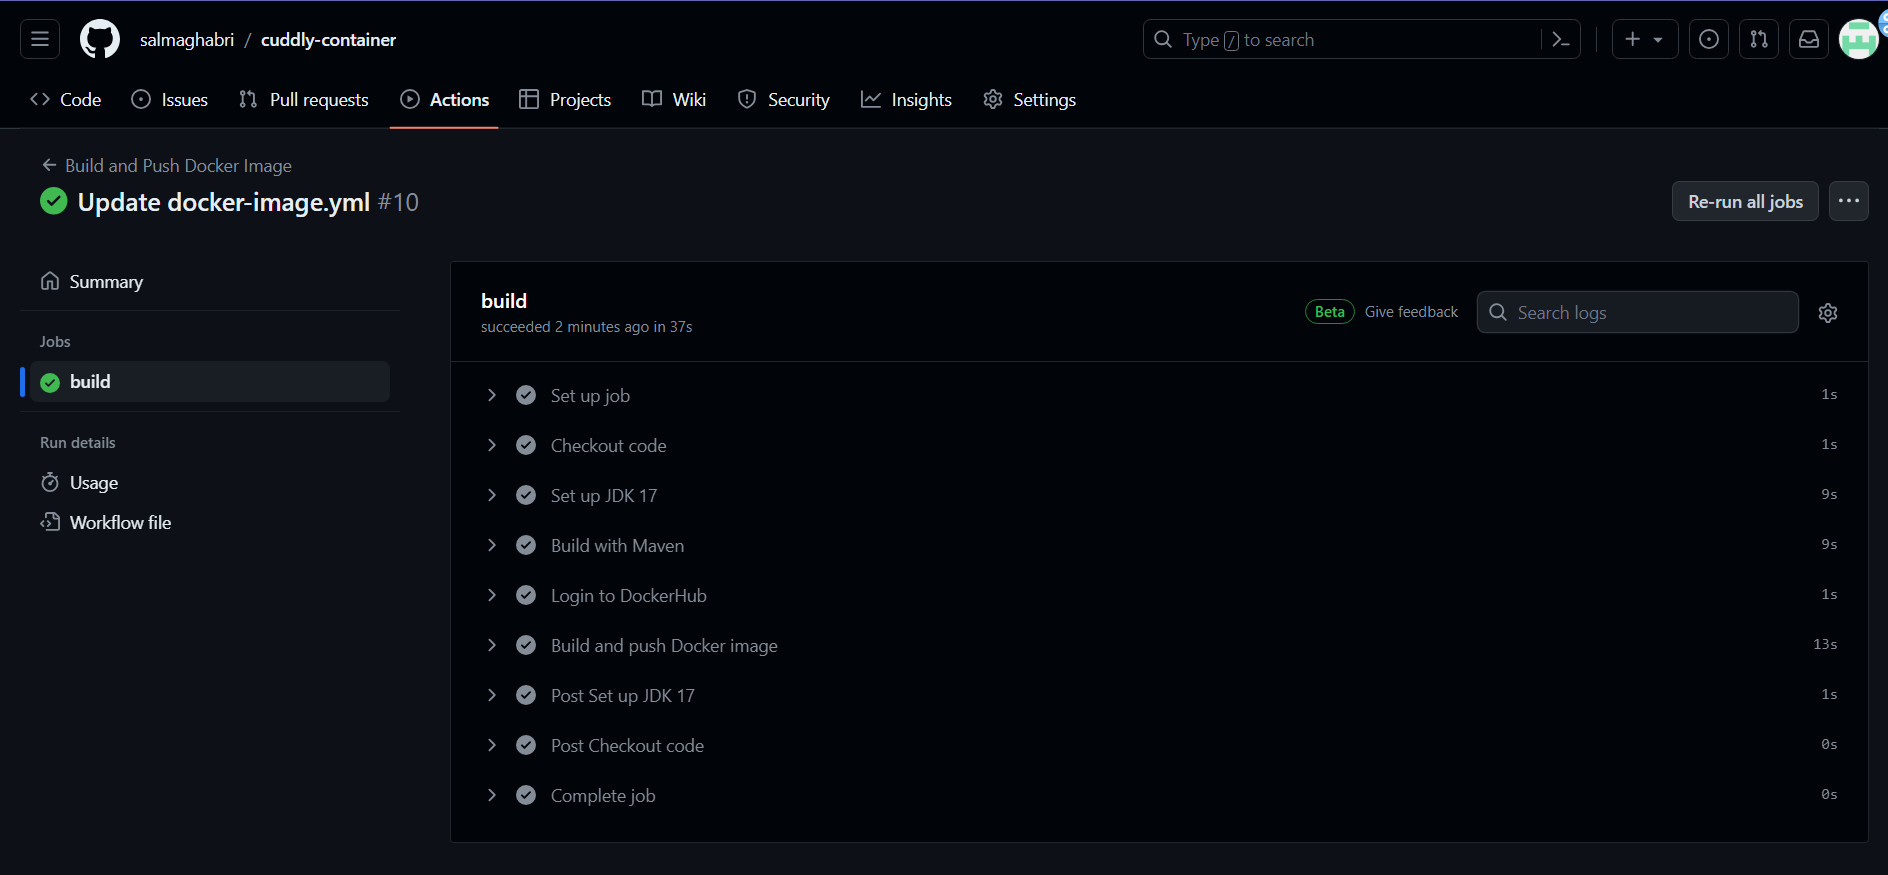 salmaghabri / cuddly-container
Type / to search
Code Issues Pull requests Actions Projects Wiki Security Insights Settings
Build and Push Docker Image
Update docker-image.yml #10
Re-run all jobs
Summary
Jobs
build
Run details
Usage
Workflow file
build
succeeded 2 minutes ago in 37s
Beta Give feedback
Search logs
Set up job 1s
Checkout code 1s
Set up JDK 17 9s
Build with Maven 9s
Login to DockerHub 1s
Build and push Docker image 13s
Post Set up JDK 17 1s
Post Checkout code 0s
Complete job 0s